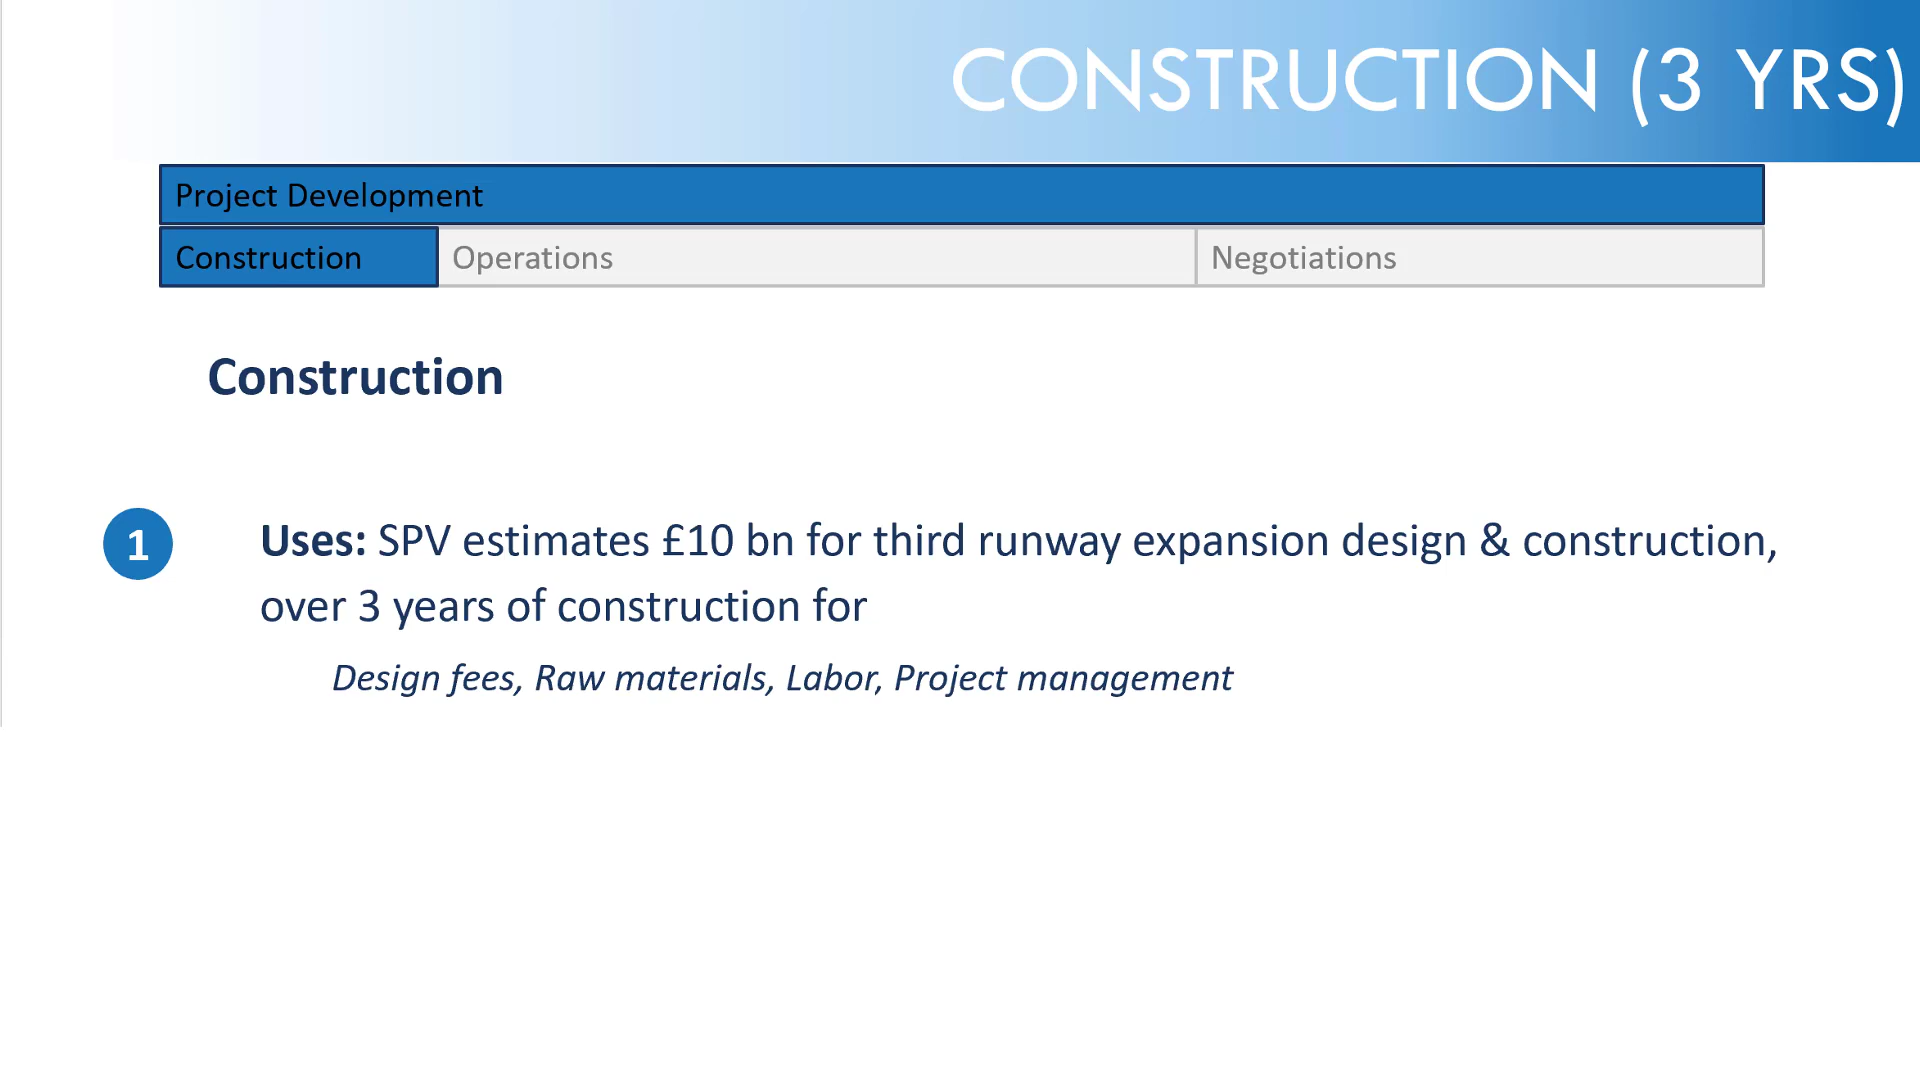 CONSTRUCTION (3 YRS)
Project Development
Construction
Operations
Negotiations
Construction
1
Uses: SPV estimates £10 bn for third runway expansion design & construction,
over 3 years of construction for
Design fees, Raw materials, Labor, Project management